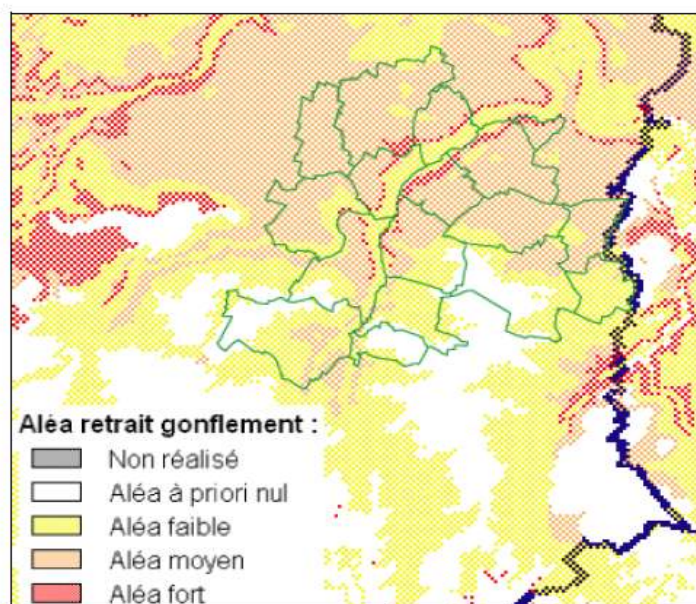 Aléa retrait gonflement :
Non réalisé
Aléa à priori nul
Aléa faible
Aléa moyen
Aléa fort